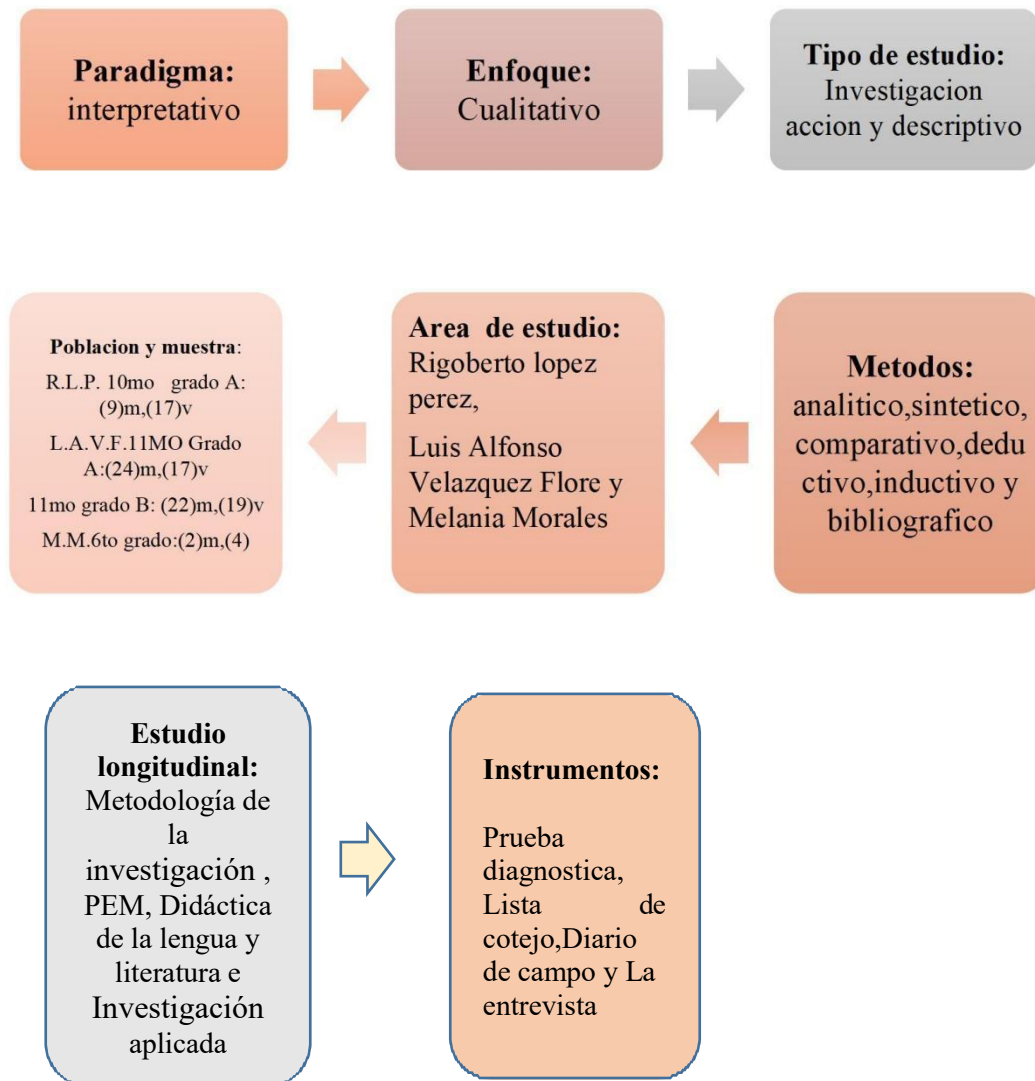 Paradigma:
interpretativo
Enfoque:
Cualitativo
Tipo de estudio:
Investigacion
accion y descriptivo
Metodos:
analitico,sintetico,
comparativo,dedu
ctivo,inductivo y
bibliografico
Area de estudio:
Rigoberto lopez
perez,
Luis Alfonso
Velazquez Flore y
Melania Morales
Poblacion y muestra:
R.L.P. 10mo grado A:
(9)m,(17)v
L.A.V.F.11MO Grado
A:(24)m,(17)v
11mo grado B: (22)m,(19)v
M.M.6to grado:(2)m,(4)
Estudio
longitudinal:
Metodología de
la
investigación ,
PEM, Didáctica
de la lengua y
literatura e
Investigación
aplicada
Instrumentos:
Prueba
diagnostica,
Lista de
cotejo,Diario
de campo y La
entrevista